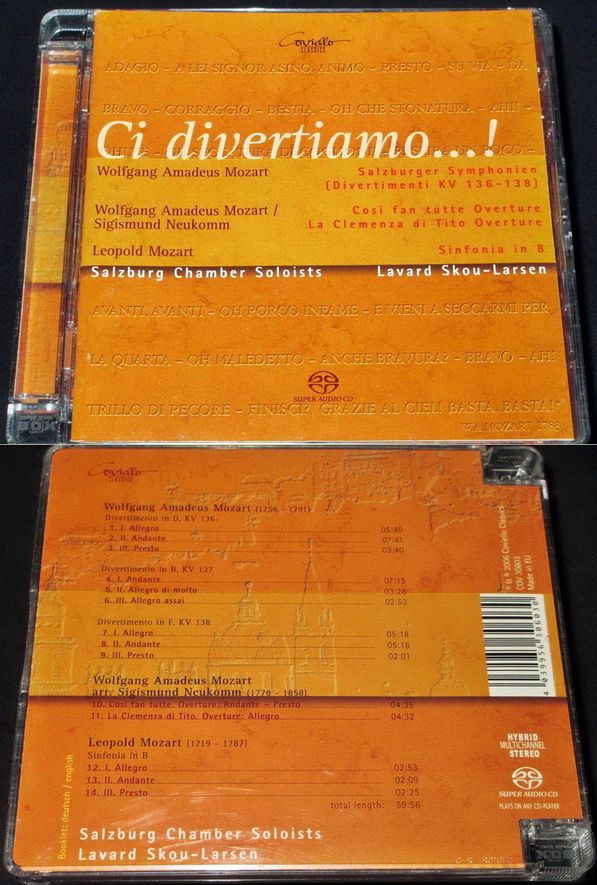 Coviello
CLASSICS
ADAGIO – A LEI SIGNOR ASINO. ANIMO – PRESTO – SU VIA – DA
BRAVO – CORRAGGIO – BESTIA – OH CHE STONATURA – AHI! –
Ci divertiamo...!
Wolfgang Amadeus Mozart
Salzburger Symphonien
(Divertimenti KV 136–138)
Wolfgang Amadeus Mozart /
Sigismund Neukomm
Cosi fan tutte Overture
La Clemenza di Tito Overture
Leopold Mozart
Sinfonia in B
Salzburg Chamber Soloists
Lavard Skou-Larsen
AVANTI, AVANTI – OH PORCO INFAME – E VIENI A SECCARMI PER
LA QUARTA – OH MALEDETTO – ANCHE BRAVURA? – BRAVO – AH!
SUPER AUDIO CD
TRILLO DI PECORE – FINISCI? GRAZIE AL CIEL! BASTA, BASTA!"
W.A.MOZART 1783
Coviello
CLASSICS
Wolfgang Amadeus Mozart (1756 - 1791)
Divertimento in D, KV 136
1. I. Allegro 05:40
2. II. Andante 07:41
3. III. Presto 03:40
Divertimento in B, KV 137
4. I. Andante 07:15
5. II. Allegro di molto 03:28
6. III. Allegro assai 02:53
Divertimento in F, KV 138
7. I. Allegro 05:18
8. II. Andante 05:18
9. III. Presto 02:01
Wolfgang Amadeus Mozart
arr. Sigismund Neukomm (1778 - 1858)
10. Cosi fan tutte. Overture: Andante – Presto 04:35
11. La Clemenza di Tito. Overture: Allegro 04:32
Leopold Mozart (1719 - 1787)
Sinfonia in B
12. I. Allegro 02:53
13. II. Andante 02:09
14. III. Presto 02:25
total length: 59:56
Salzburg Chamber Soloists
Lavard Skou-Larsen
Booklet: deutsch / english
℗ & © 2006 Coviello Classics
COV 30603
Made in EU
4 039956 306030
HYBRID
MULTICHANNEL
STEREO
SUPER AUDIO CD
PLAYS ON ANY CD-PLAYER